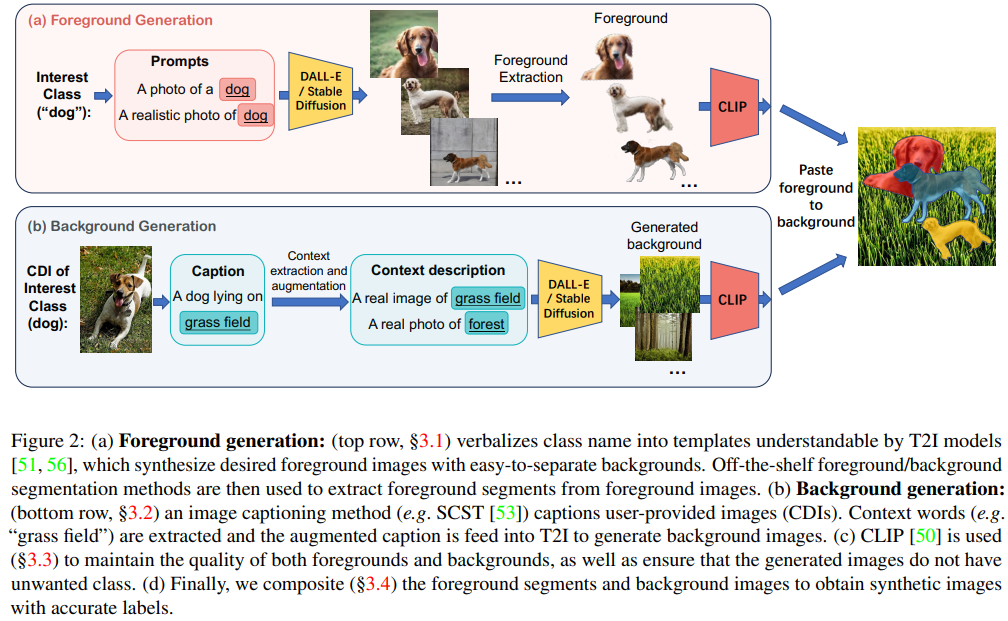 (a) Foreground Generation
Interest
Class
(“dog”):
Prompts
A photo of a dog
A realistic photo of dog
DALL-E
/ Stable
Diffusion
...
Foreground
Extraction
Foreground
...
CLIP
(b) Background Generation
CDI of
Interest
Class
(dog):
Caption
A dog lying on
grass field
Context
extraction and
augmentation
Context description
A real image of grass field
A real photo of forest
DALL-E
/ Stable
Diffusion
Generated
background
...
CLIP
Paste
foreground
to
background
Figure 2: (a) Foreground generation: (top row, §3.1) verbalizes class name into templates understandable by T2I models
[51, 56], which synthesize desired foreground images with easy-to-separate backgrounds. Off-the-shelf foreground/background
segmentation methods are then used to extract foreground segments from foreground images. (b) Background generation:
(bottom row, §3.2) an image captioning method (e.g. SCST [53]) captions user-provided images (CDIs). Context words (e.g.
“grass field”) are extracted and the augmented caption is feed into T2I to generate background images. (c) CLIP [50] is used
(§3.3) to maintain the quality of both foregrounds and backgrounds, as well as ensure that the generated images do not have
unwanted class. (d) Finally, we composite (§3.4) the foreground segments and background images to obtain synthetic images
with accurate labels.